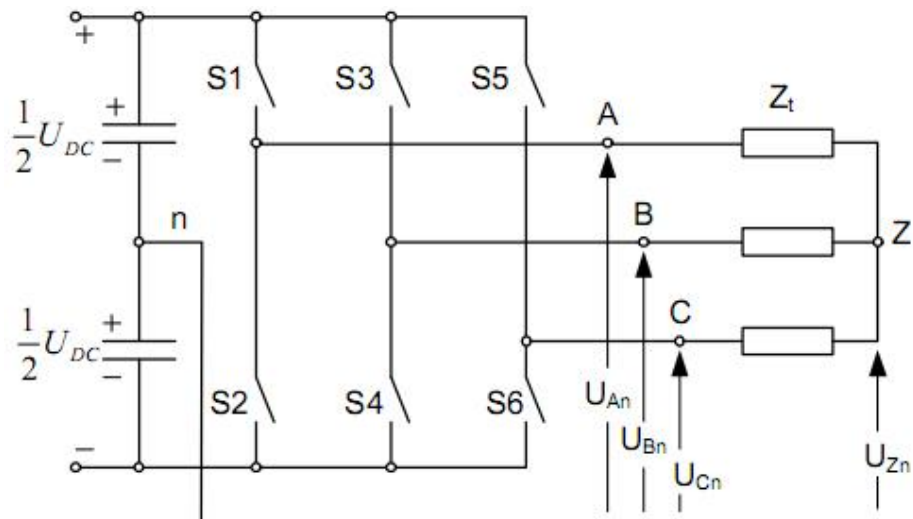 +
S1
S3
S5
½ U_DC
+
−
A
Z_t
n
B
Z
C
½ U_DC
+
−
S2
S4
S6
U_An
U_Bn
U_Cn
U_Zn
−